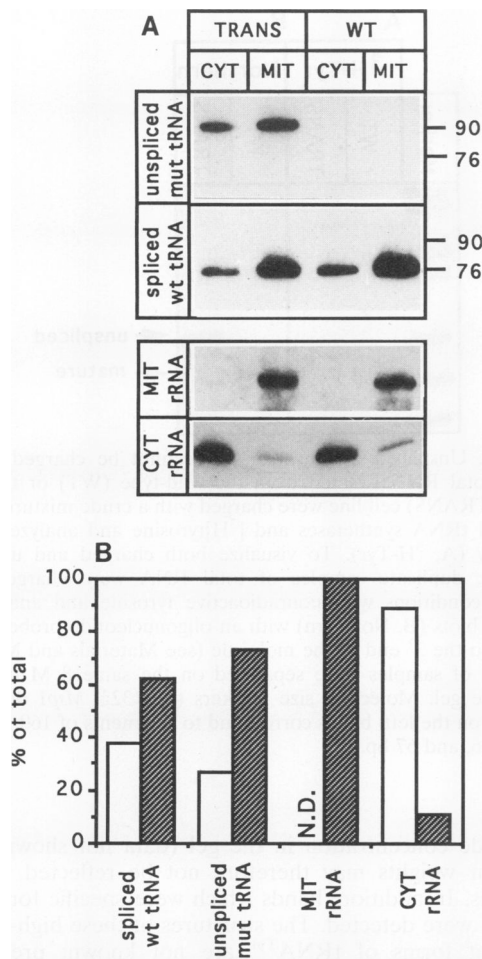 A
TRANS WT
CYT MIT CYT MIT
unspliced
mut tRNA
90
76
spliced
wt tRNA
90
76
MIT
rRNA
CYT
rRNA
B
% of total
100
80
60
40
20
0
N.D.
spliced
wt tRNA
unspliced
mut tRNA
MIT
rRNA
CYT
rRNA